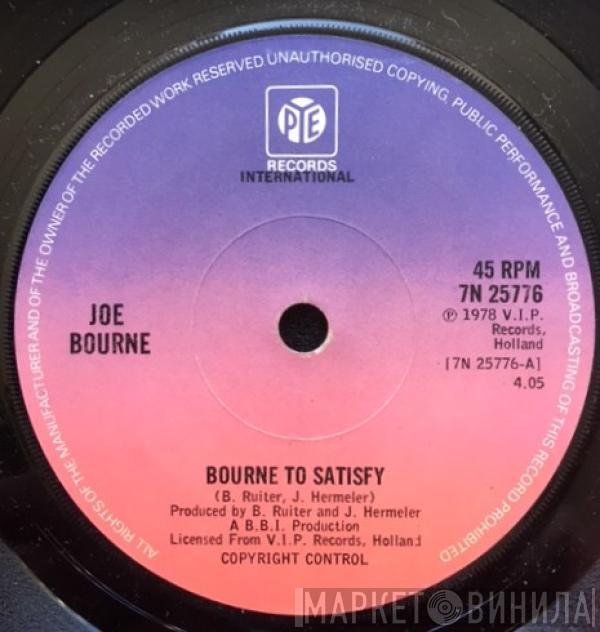 ALL RIGHTS OF THE MANUFACTURER AND OF THE OWNER OF THE RECORDED WORK RESERVED UNAUTHORISED COPYING, PUBLIC PERFORMANCE AND BROADCASTING OF THIS RECORD PROHIBITED
PYE
RECORDS
INTERNATIONAL
JOE
BOURNE
45 RPM
7N 25776
℗ 1978 V.I.P.
Records,
Holland
[7N 25776-A]
4.05
BOURNE TO SATISFY
(B. Ruiter, J. Hermeler)
Produced by B. Ruiter and J. Hermeler
A B.B.I. Production
Licensed From V.I.P. Records, Holland
COPYRIGHT CONTROL
МАРКЕТ ВИНИЛА